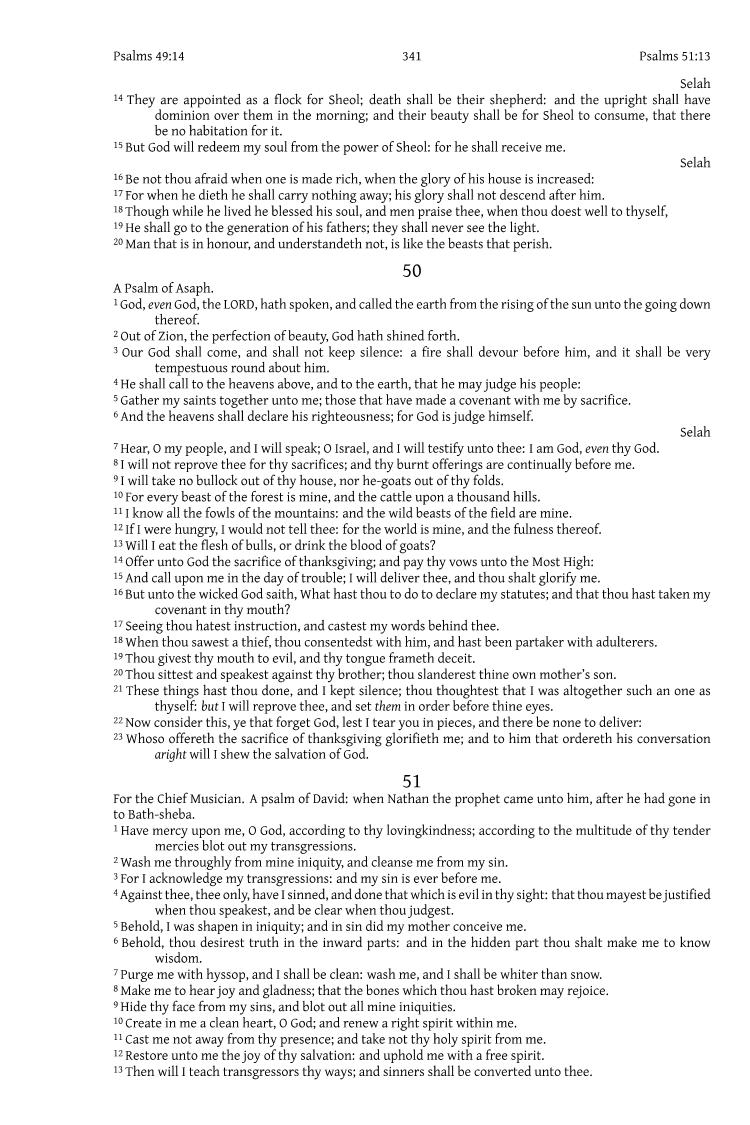 Psalms 49:14 341 Psalms 51:13
Selah
14 They are appointed as a flock for Sheol; death shall be their shepherd: and the upright shall have
dominion over them in the morning; and their beauty shall be for Sheol to consume, that there
be no habitation for it.
15 But God will redeem my soul from the power of Sheol: for he shall receive me.
Selah
16 Be not thou afraid when one is made rich, when the glory of his house is increased:
17 For when he dieth he shall carry nothing away; his glory shall not descend after him.
18 Though while he lived he blessed his soul, and men praise thee, when thou doest well to thyself,
19 He shall go to the generation of his fathers; they shall never see the light.
20 Man that is in honour, and understandeth not, is like the beasts that perish.
50
A Psalm of Asaph.
1 God, even God, the LORD, hath spoken, and called the earth from the rising of the sun unto the going down
thereof.
2 Out of Zion, the perfection of beauty, God hath shined forth.
3 Our God shall come, and shall not keep silence: a fire shall devour before him, and it shall be very
tempestuous round about him.
4 He shall call to the heavens above, and to the earth, that he may judge his people:
5 Gather my saints together unto me; those that have made a covenant with me by sacrifice.
6 And the heavens shall declare his righteousness; for God is judge himself.
Selah
7 Hear, O my people, and I will speak; O Israel, and I will testify unto thee: I am God, even thy God.
8 I will not reprove thee for thy sacrifices; and thy burnt offerings are continually before me.
9 I will take no bullock out of thy house, nor he-goats out of thy folds.
10 For every beast of the forest is mine, and the cattle upon a thousand hills.
11 I know all the fowls of the mountains: and the wild beasts of the field are mine.
12 If I were hungry, I would not tell thee: for the world is mine, and the fulness thereof.
13 Will I eat the flesh of bulls, or drink the blood of goats?
14 Offer unto God the sacrifice of thanksgiving; and pay thy vows unto the Most High:
15 And call upon me in the day of trouble; I will deliver thee, and thou shalt glorify me.
16 But unto the wicked God saith, What hast thou to do to declare my statutes; and that thou hast taken my
covenant in thy mouth?
17 Seeing thou hatest instruction, and castest my words behind thee.
18 When thou sawest a thief, thou consentedst with him, and hast been partaker with adulterers.
19 Thou givest thy mouth to evil, and thy tongue frameth deceit.
20 Thou sittest and speakest against thy brother; thou slanderest thine own mother's son.
21 These things hast thou done, and I kept silence; thou thoughtest that I was altogether such an one as
thyself: but I will reprove thee, and set them in order before thine eyes.
22 Now consider this, ye that forget God, lest I tear you in pieces, and there be none to deliver:
23 Whoso offereth the sacrifice of thanksgiving glorifieth me; and to him that ordereth his conversation
aright will I shew the salvation of God.
51
For the Chief Musician. A psalm of David: when Nathan the prophet came unto him, after he had gone in
to Bath-sheba.
1 Have mercy upon me, O God, according to thy lovingkindness; according to the multitude of thy tender
mercies blot out my transgressions.
2 Wash me throughly from mine iniquity, and cleanse me from my sin.
3 For I acknowledge my transgressions: and my sin is ever before me.
4 Against thee, thee only, have I sinned, and done that which is evil in thy sight: that thou mayest be justified
when thou speakest, and be clear when thou judgest.
5 Behold, I was shapen in iniquity; and in sin did my mother conceive me.
6 Behold, thou desirest truth in the inward parts: and in the hidden part thou shalt make me to know
wisdom.
7 Purge me with hyssop, and I shall be clean: wash me, and I shall be whiter than snow.
8 Make me to hear joy and gladness; that the bones which thou hast broken may rejoice.
9 Hide thy face from my sins, and blot out all mine iniquities.
10 Create in me a clean heart, O God; and renew a right spirit within me.
11 Cast me not away from thy presence; and take not thy holy spirit from me.
12 Restore unto me the joy of thy salvation: and uphold me with a free spirit.
13 Then will I teach transgressors thy ways; and sinners shall be converted unto thee.